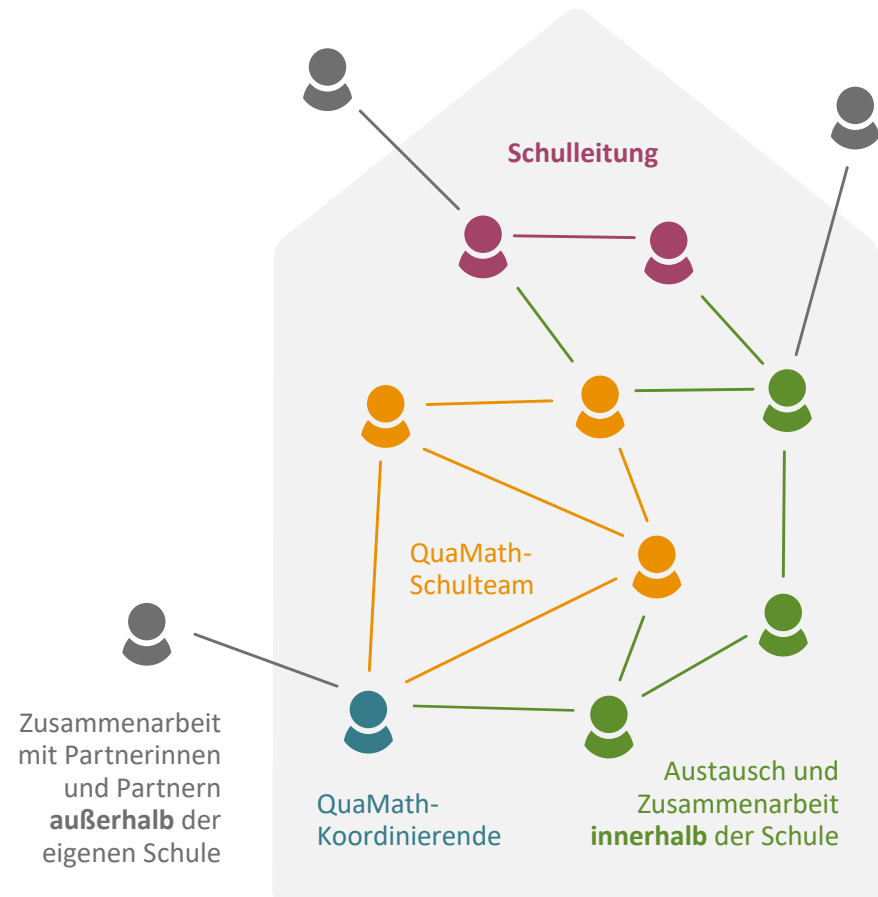 Schulleitung
QuaMath-
Schulteam
Zusammenarbeit
mit Partnerinnen
und Partnern
außerhalb der
eigenen Schule
QuaMath-
Koordinierende
Austausch und
Zusammenarbeit
innerhalb der Schule